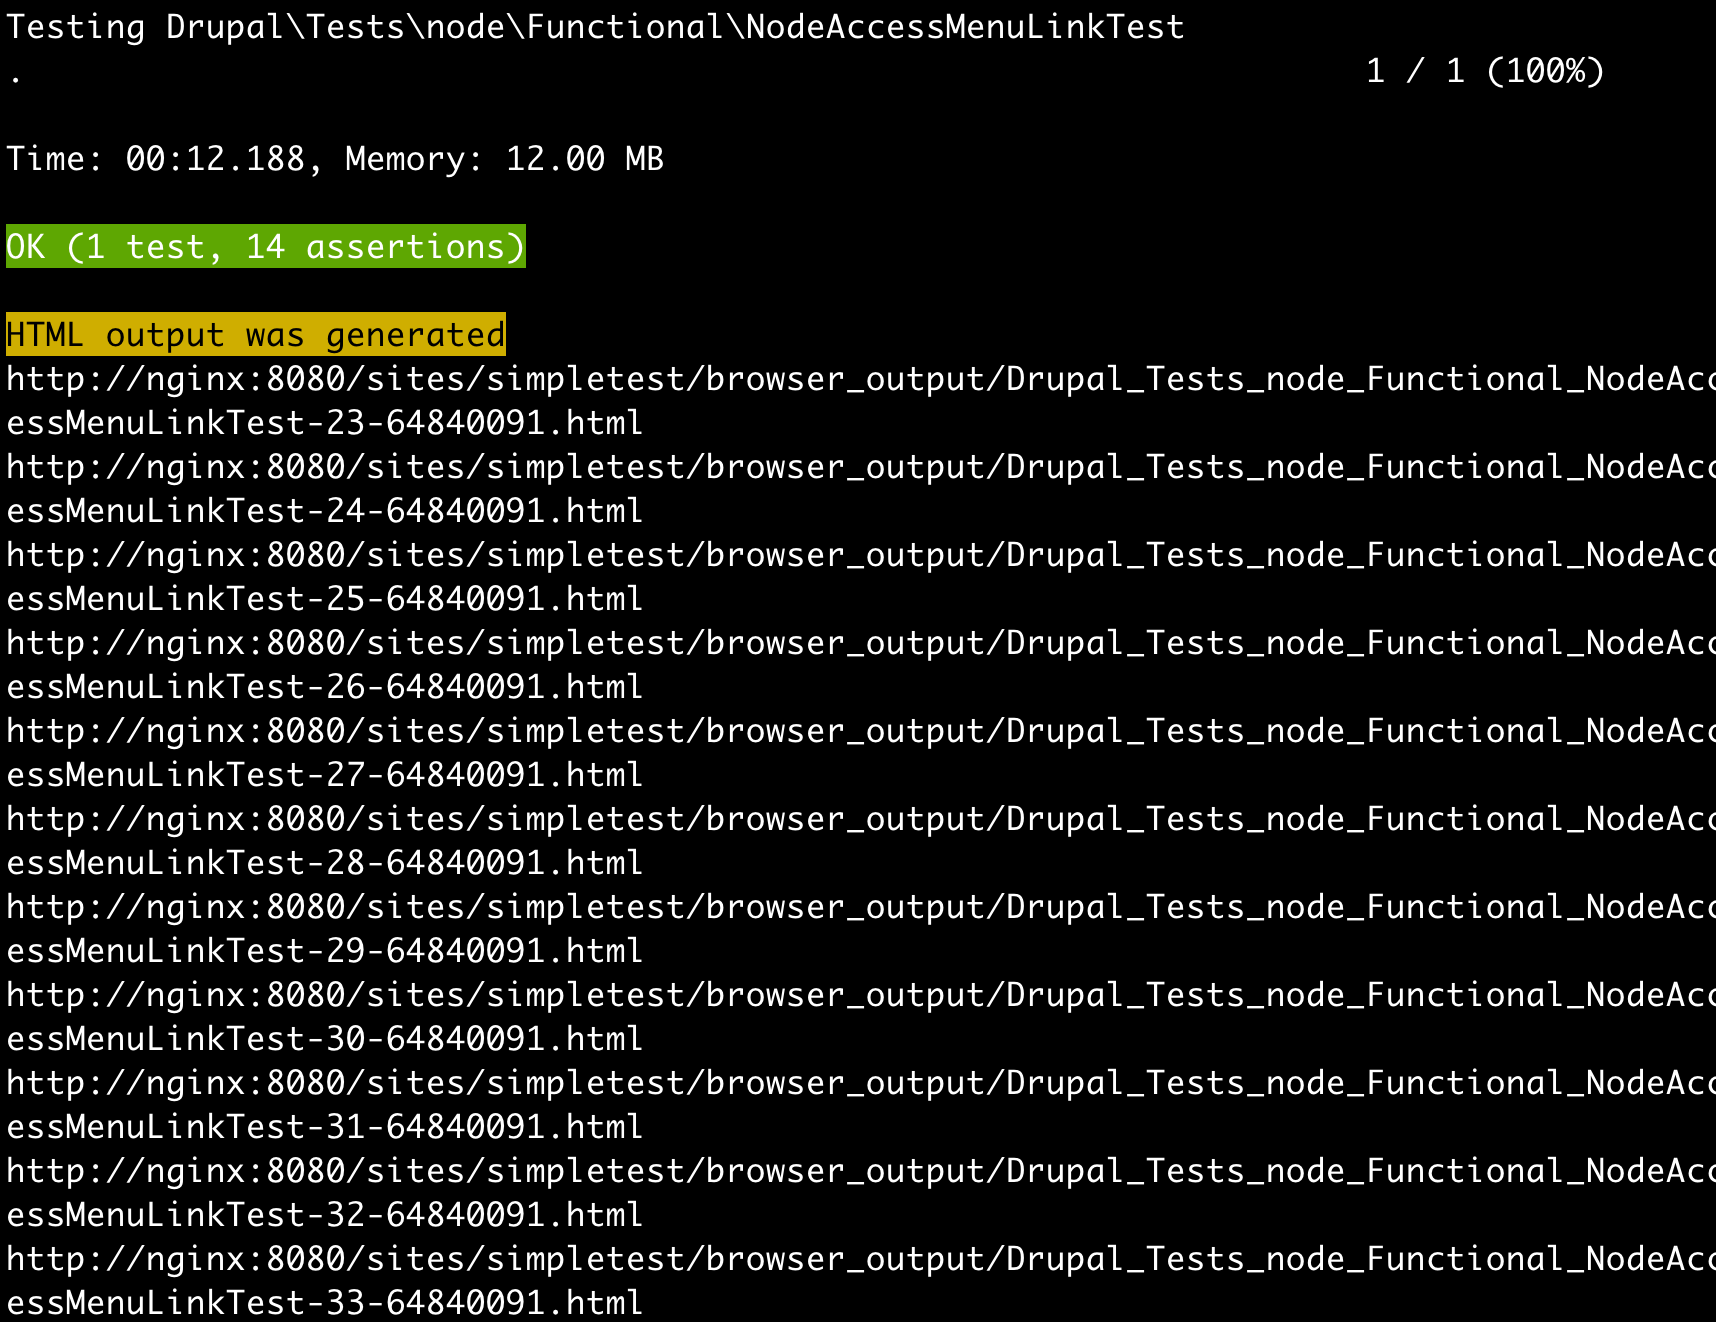 Testing Drupal\Tests\node\Functional\NodeAccessMenuLinkTest
. 1 / 1 (100%)
Time: 00:12.188, Memory: 12.00 MB
OK (1 test, 14 assertions)
HTML output was generated
http://nginx:8080/sites/simpletest/browser_output/Drupal_Tests_node_Functional_NodeAcc
essMenuLinkTest-23-64840091.html
http://nginx:8080/sites/simpletest/browser_output/Drupal_Tests_node_Functional_NodeAcc
essMenuLinkTest-24-64840091.html
http://nginx:8080/sites/simpletest/browser_output/Drupal_Tests_node_Functional_NodeAcc
essMenuLinkTest-25-64840091.html
http://nginx:8080/sites/simpletest/browser_output/Drupal_Tests_node_Functional_NodeAcc
essMenuLinkTest-26-64840091.html
http://nginx:8080/sites/simpletest/browser_output/Drupal_Tests_node_Functional_NodeAcc
essMenuLinkTest-27-64840091.html
http://nginx:8080/sites/simpletest/browser_output/Drupal_Tests_node_Functional_NodeAcc
essMenuLinkTest-28-64840091.html
http://nginx:8080/sites/simpletest/browser_output/Drupal_Tests_node_Functional_NodeAcc
essMenuLinkTest-29-64840091.html
http://nginx:8080/sites/simpletest/browser_output/Drupal_Tests_node_Functional_NodeAcc
essMenuLinkTest-30-64840091.html
http://nginx:8080/sites/simpletest/browser_output/Drupal_Tests_node_Functional_NodeAcc
essMenuLinkTest-31-64840091.html
http://nginx:8080/sites/simpletest/browser_output/Drupal_Tests_node_Functional_NodeAcc
essMenuLinkTest-32-64840091.html
http://nginx:8080/sites/simpletest/browser_output/Drupal_Tests_node_Functional_NodeAcc
essMenuLinkTest-33-64840091.html